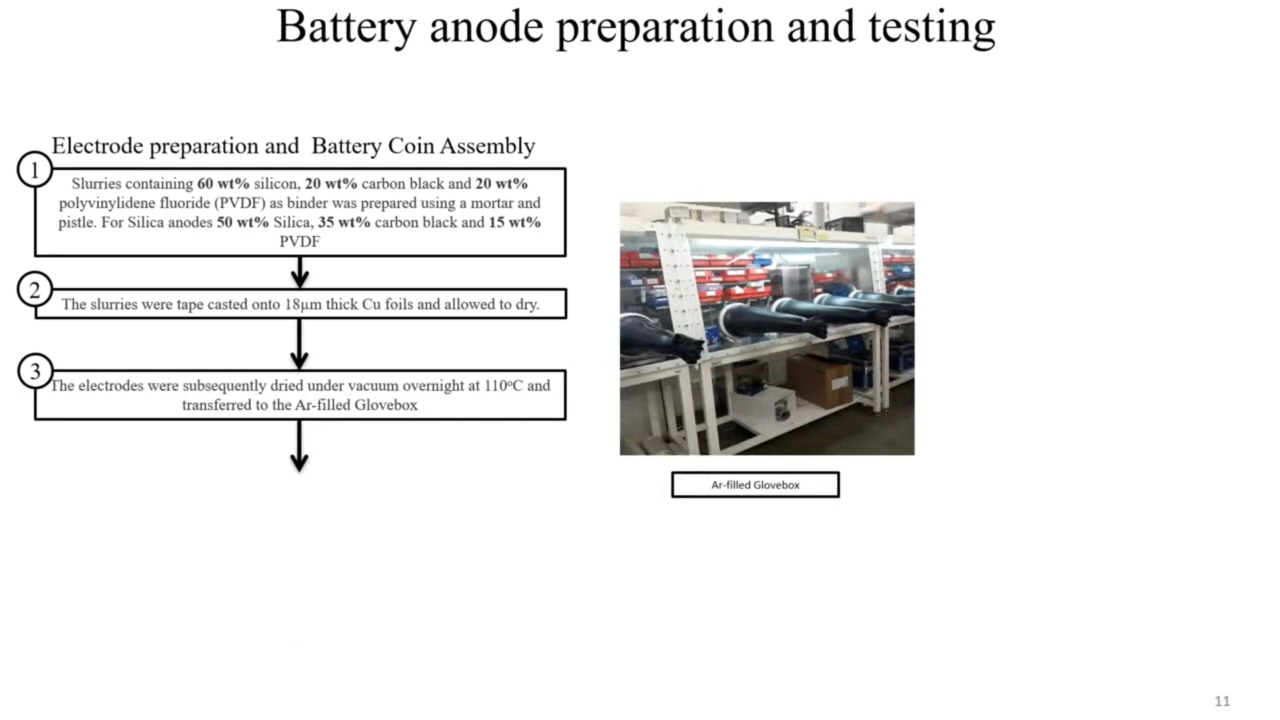 Battery anode preparation and testing
Electrode preparation and Battery Coin Assembly
1
Slurries containing 60 wt% silicon, 20 wt% carbon black and 20 wt%
polyvinylidene fluoride (PVDF) as binder was prepared using a mortar and
pistle. For Silica anodes 50 wt% Silica, 35 wt% carbon black and 15 wt%
PVDF
2
The slurries were tape casted onto 18µm thick Cu foils and allowed to dry.
3
The electrodes were subsequently dried under vacuum overnight at 110°C and
transferred to the Ar-filled Glovebox
Ar-filled Glovebox
11